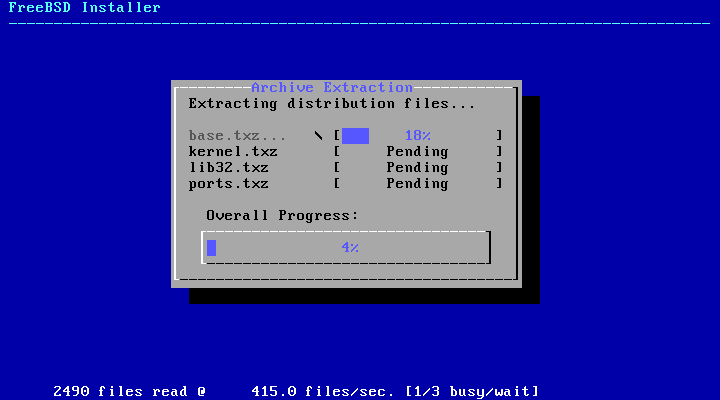 FreeBSD Installer
Archive Extraction
Extracting distribution files...
base.txz... \ [ 18% ]
kernel.txz [ Pending ]
lib32.txz [ Pending ]
ports.txz [ Pending ]
Overall Progress:
4%
2490 files read @ 415.0 files/sec. [1/3 busy/wait]